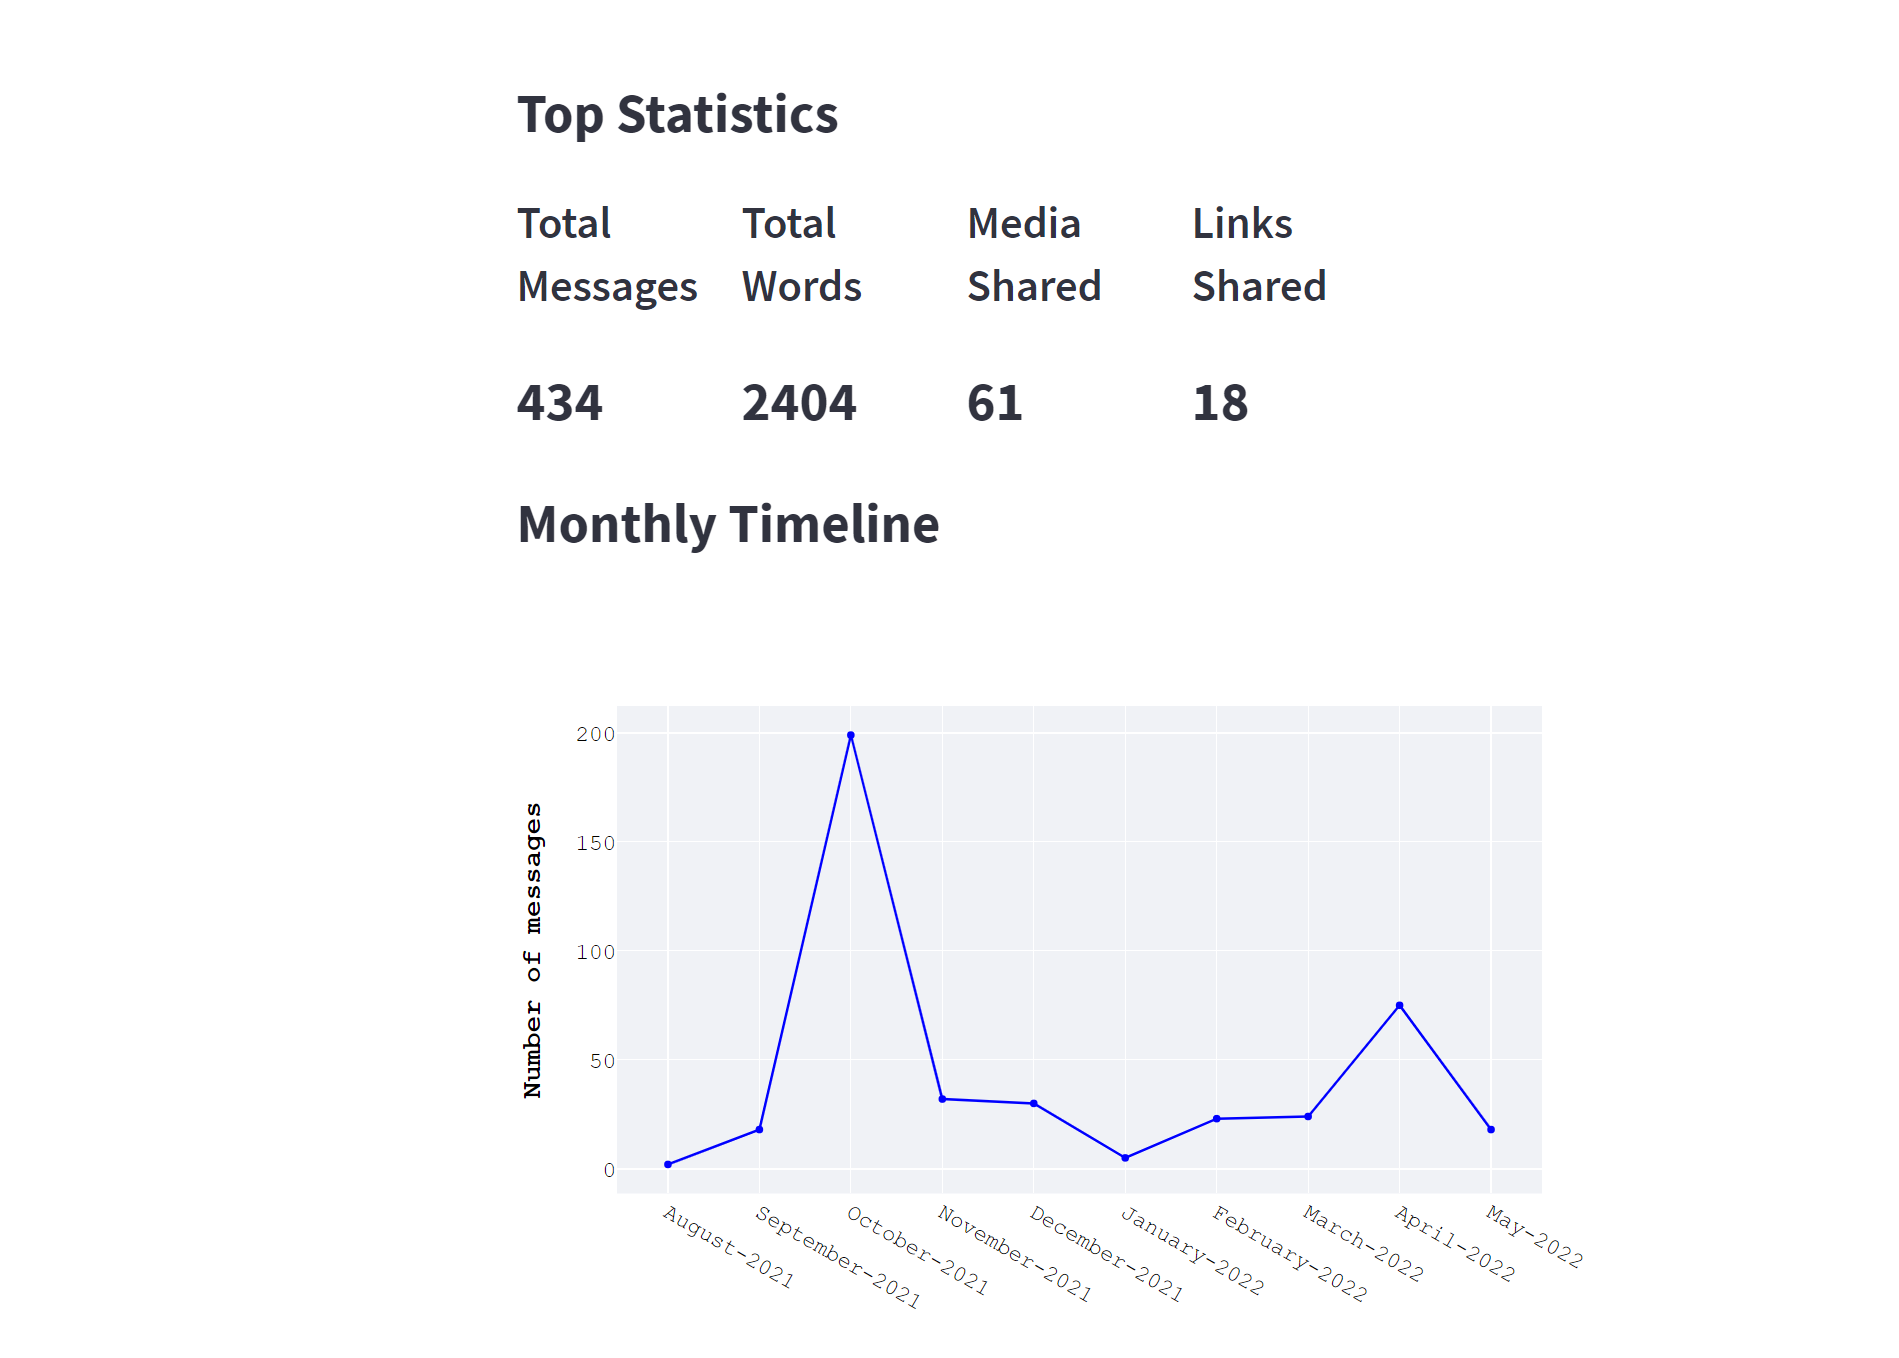 Top Statistics
Total Messages
Total Words
Media Shared
Links Shared
434
2404
61
18
Monthly Timeline
200
150
100
50
0
Number of messages
August-2021
September-2021
October-2021
November-2021
December-2021
January-2022
February-2022
March-2022
April-2022
May-2022